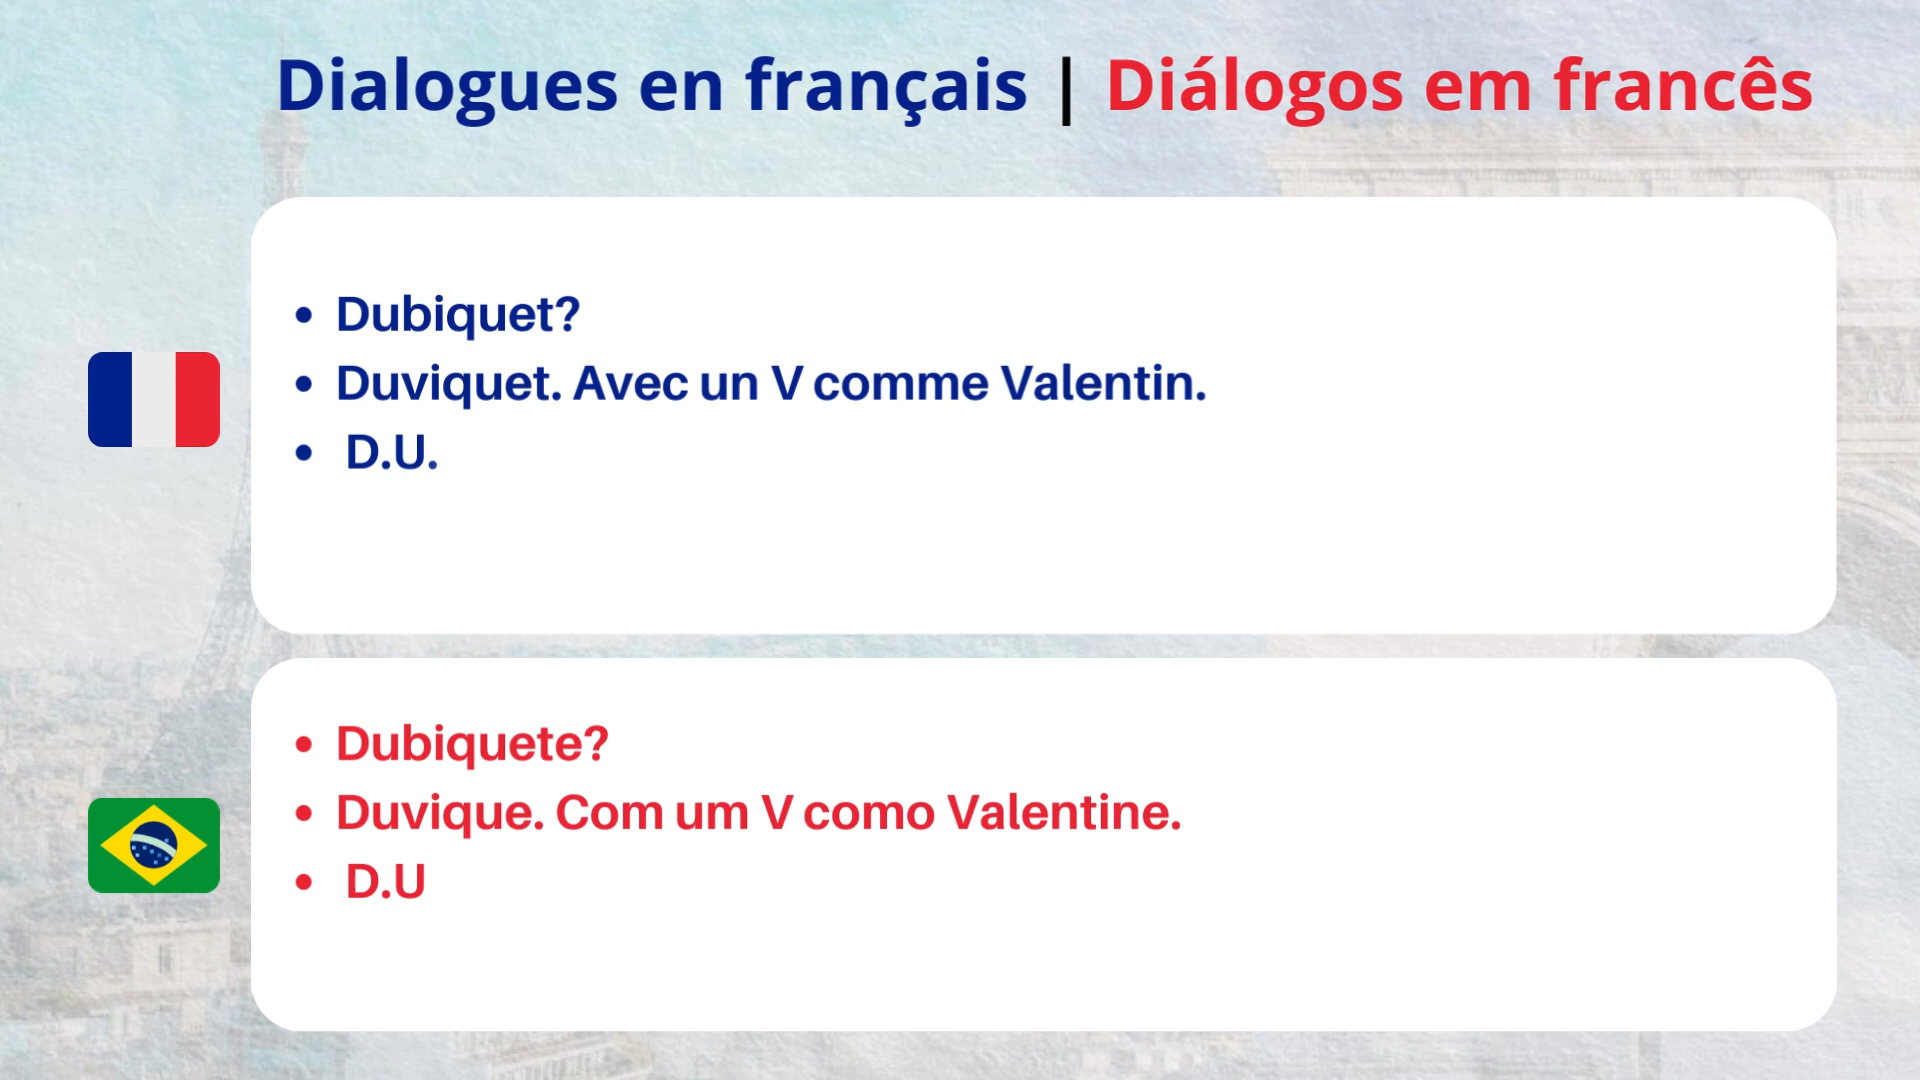 Dialogues en français | Diálogos em francês
• Dubiquet?
• Duviquet. Avec un V comme Valentin.
• D.U.
• Dubiquete?
• Duvique. Com um V como Valentine.
• D.U